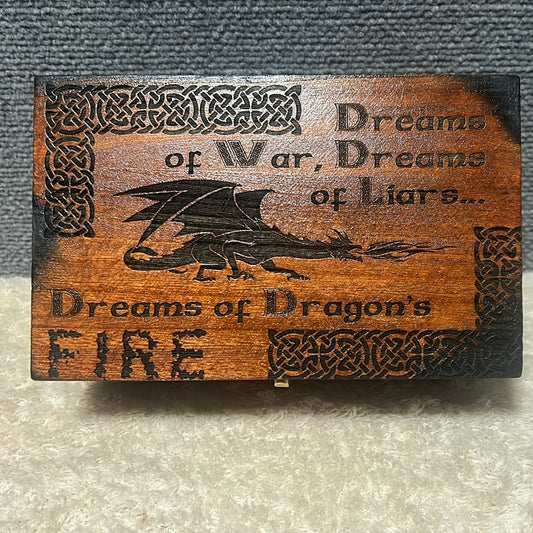 Dreams
of War, Dreams
of Liars...
Dreams of Dragon's
FIRE